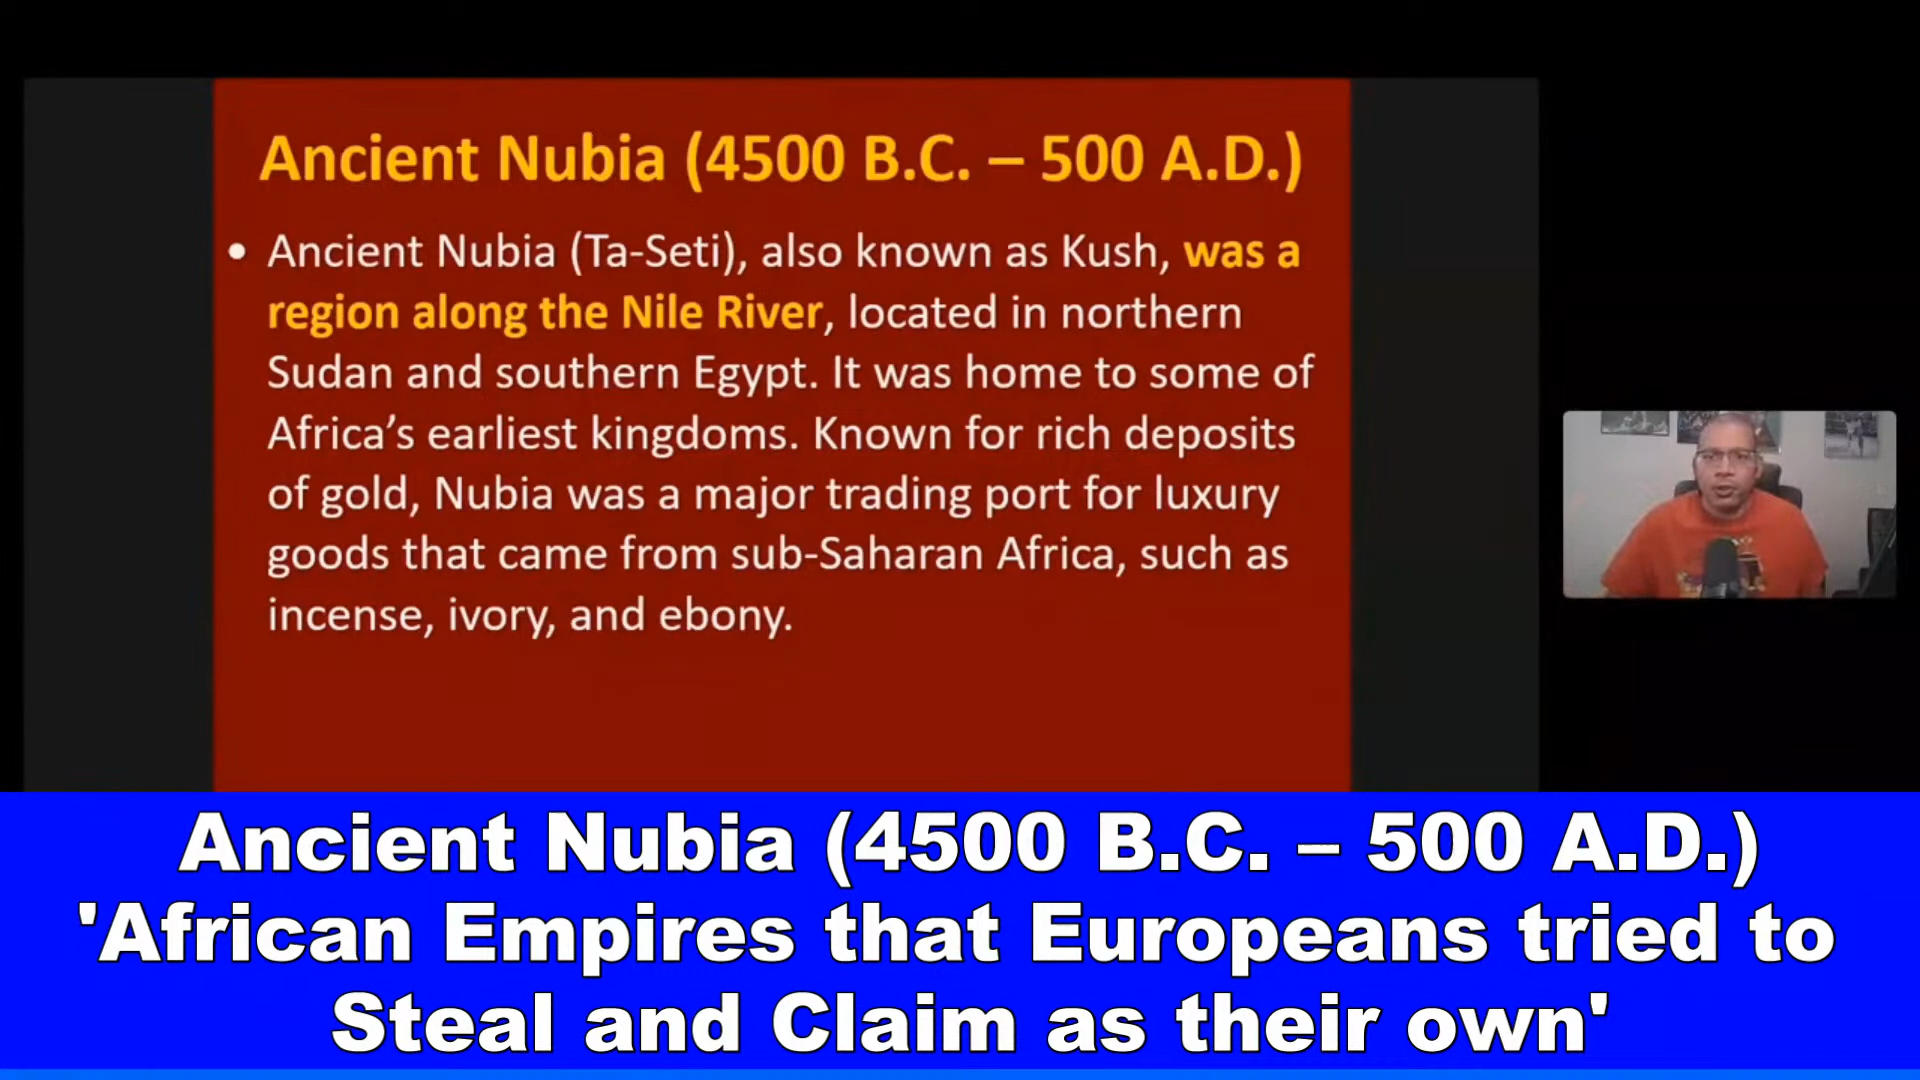 Ancient Nubia (4500 B.C. – 500 A.D.)
• Ancient Nubia (Ta-Seti), also known as Kush, was a
region along the Nile River, located in northern
Sudan and southern Egypt. It was home to some of
Africa’s earliest kingdoms. Known for rich deposits
of gold, Nubia was a major trading port for luxury
goods that came from sub-Saharan Africa, such as
incense, ivory, and ebony.
Ancient Nubia (4500 B.C. – 500 A.D.)
'African Empires that Europeans tried to
Steal and Claim as their own'